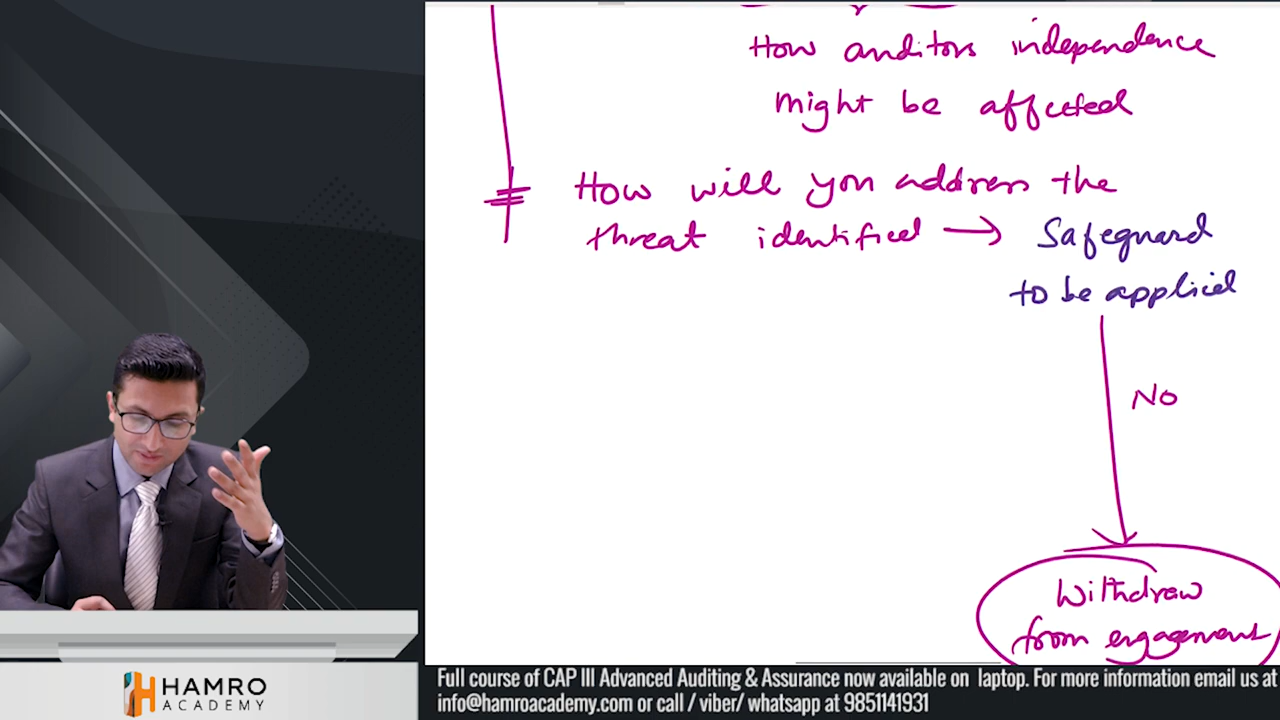 How auditors independence
might be affected
How will you address the
threat identified → Safeguard
to be applied
NO
Withdraw
from engagement
HAMRO
ACADEMY
Full course of CAP III Advanced Auditing & Assurance now available on laptop. For more information email us at
info@hamroacademy.com or call / viber/ whatsapp at 9851141931